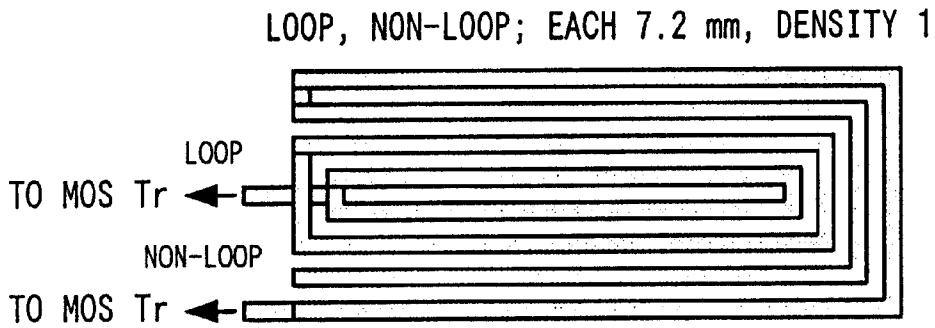 LOOP, NON-LOOP; EACH 7.2 mm, DENSITY 1
LOOP
TO MOS Tr
NON-LOOP
TO MOS Tr